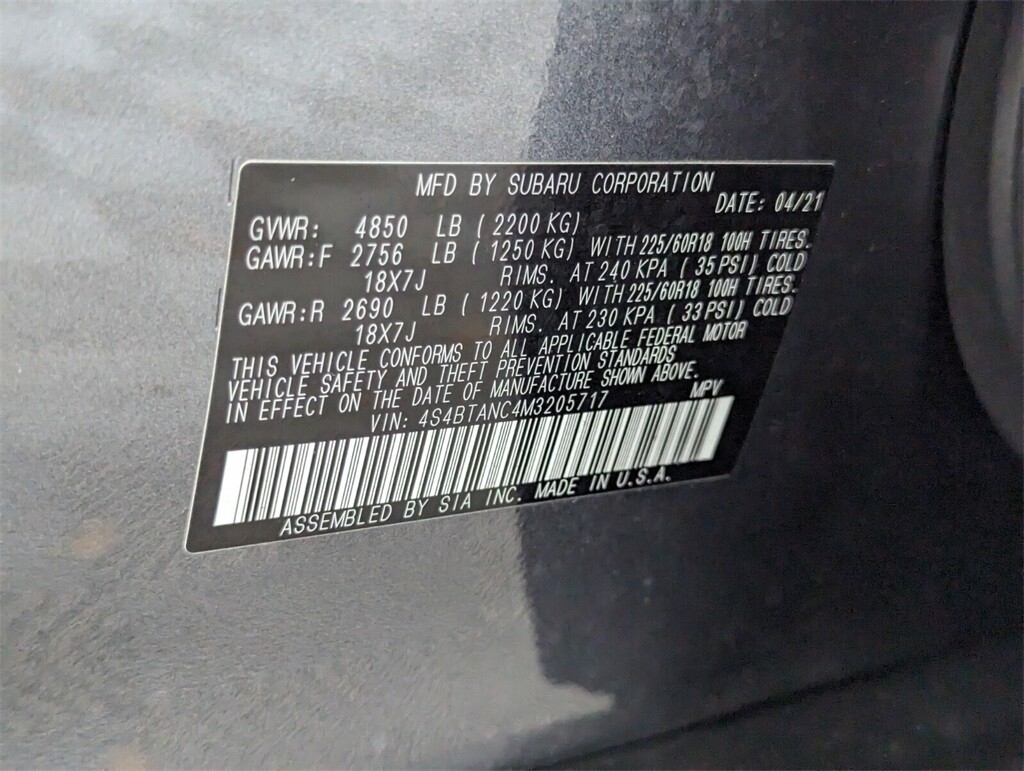 MFD BY SUBARU CORPORATION
DATE: 04/21
GVWR: 4850 LB (2200 KG)
GAWR:F 2756 LB (1250 KG) WITH 225/60R18 100H TIRES.
18X7J RIMS. AT 240 KPA (35 PSI) COLD
GAWR:R 2690 LB (1220 KG) WITH 225/60R18 100H TIRES.
18X7J RIMS. AT 230 KPA (33 PSI) COLD
THIS VEHICLE CONFORMS TO ALL APPLICABLE FEDERAL MOTOR
VEHICLE SAFETY AND THEFT PREVENTION STANDARDS
IN EFFECT ON THE DATE OF MANUFACTURE SHOWN ABOVE.
VIN: 4S4BTANC4M3205717 MPV
ASSEMBLED BY SIA INC. MADE IN U.S.A.